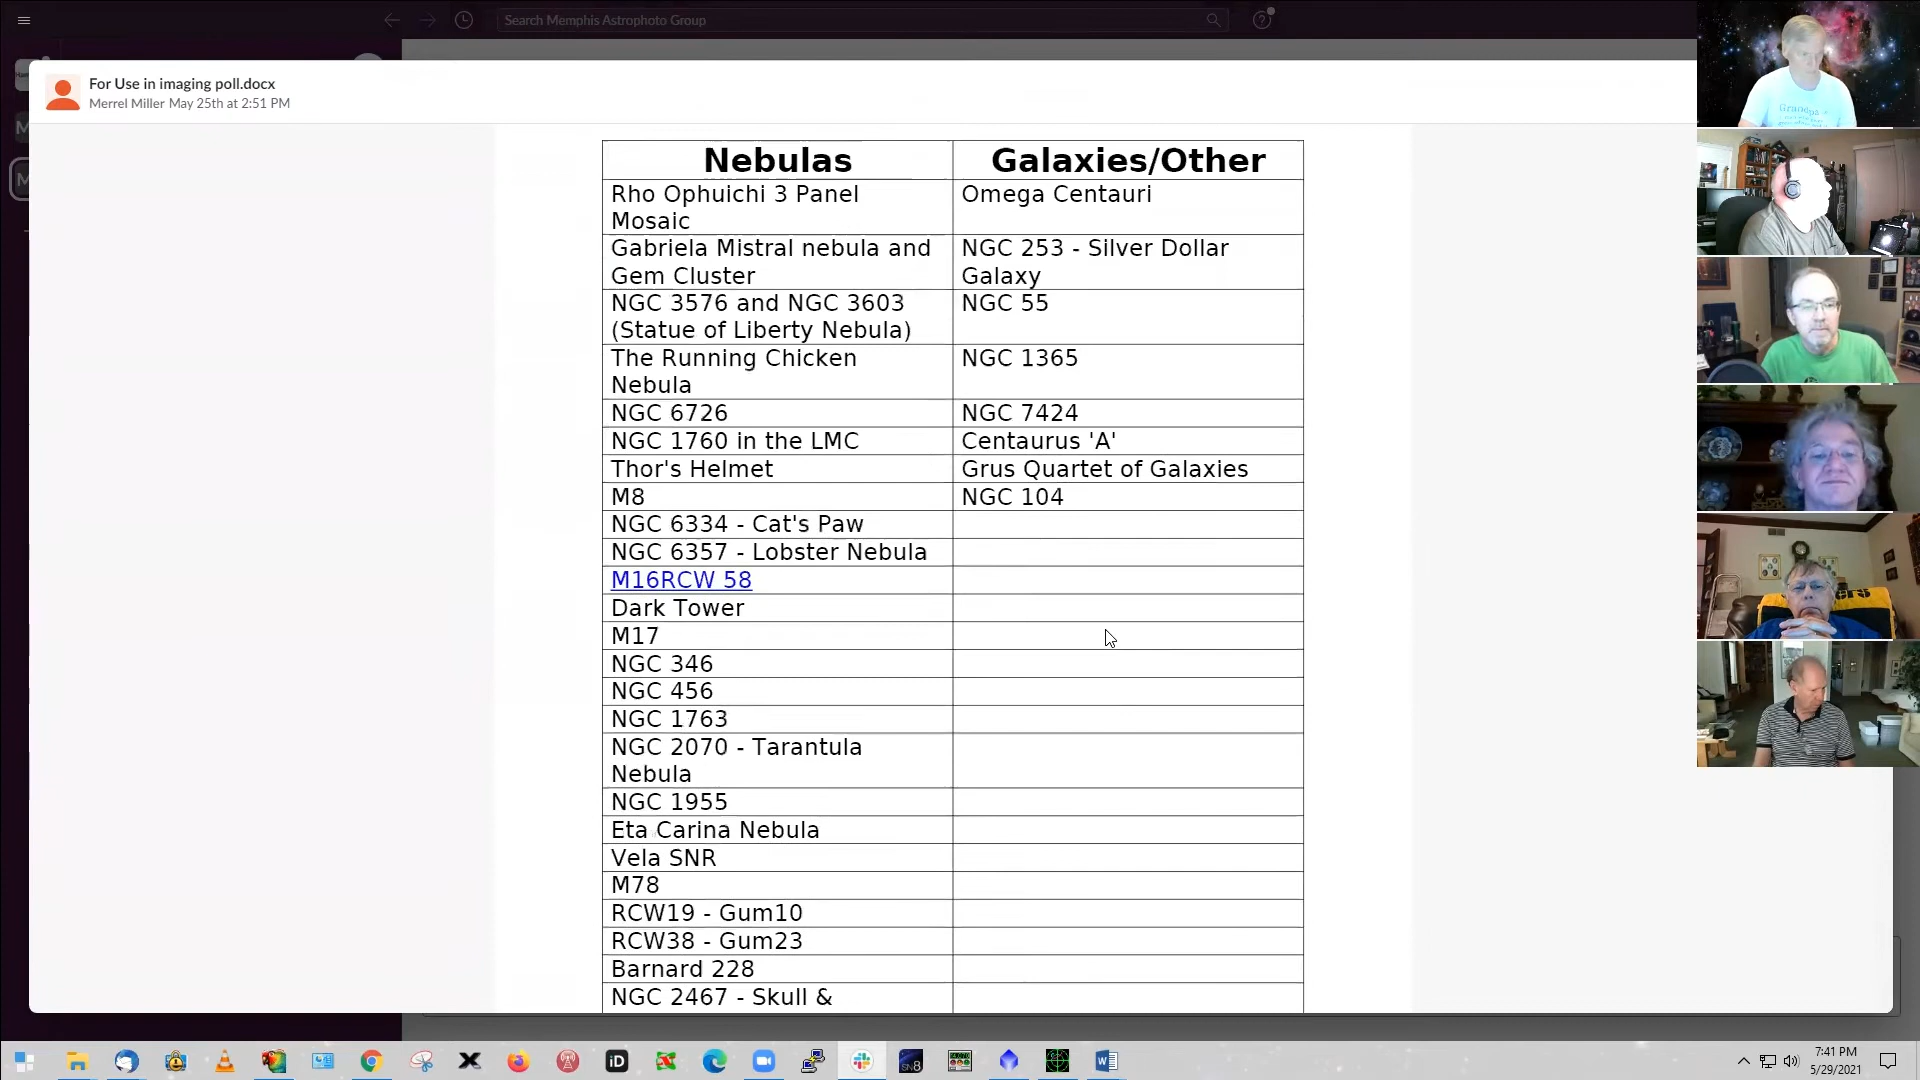 Search Memphis Astrophoto Group
For Use in imaging poll.docx
Merrel Miller May 25th at 2:51 PM
Nebulas
Galaxies/Other
Rho Ophuichi 3 Panel
Mosaic
Omega Centauri
Gabriela Mistral nebula and
Gem Cluster
NGC 253 - Silver Dollar
Galaxy
NGC 3576 and NGC 3603
(Statue of Liberty Nebula)
NGC 55
The Running Chicken
Nebula
NGC 1365
NGC 6726
NGC 7424
NGC 1760 in the LMC
Centaurus 'A'
Thor's Helmet
Grus Quartet of Galaxies
M8
NGC 104
NGC 6334 - Cat's Paw
NGC 6357 - Lobster Nebula
M16RCW 58
Dark Tower
M17
NGC 346
NGC 456
NGC 1763
NGC 2070 - Tarantula
Nebula
NGC 1955
Eta Carina Nebula
Vela SNR
M78
RCW19 - Gum10
RCW38 - Gum23
Barnard 228
NGC 2467 - Skull &
Grandpa
iD
SN8
7:41 PM
5/29/2021